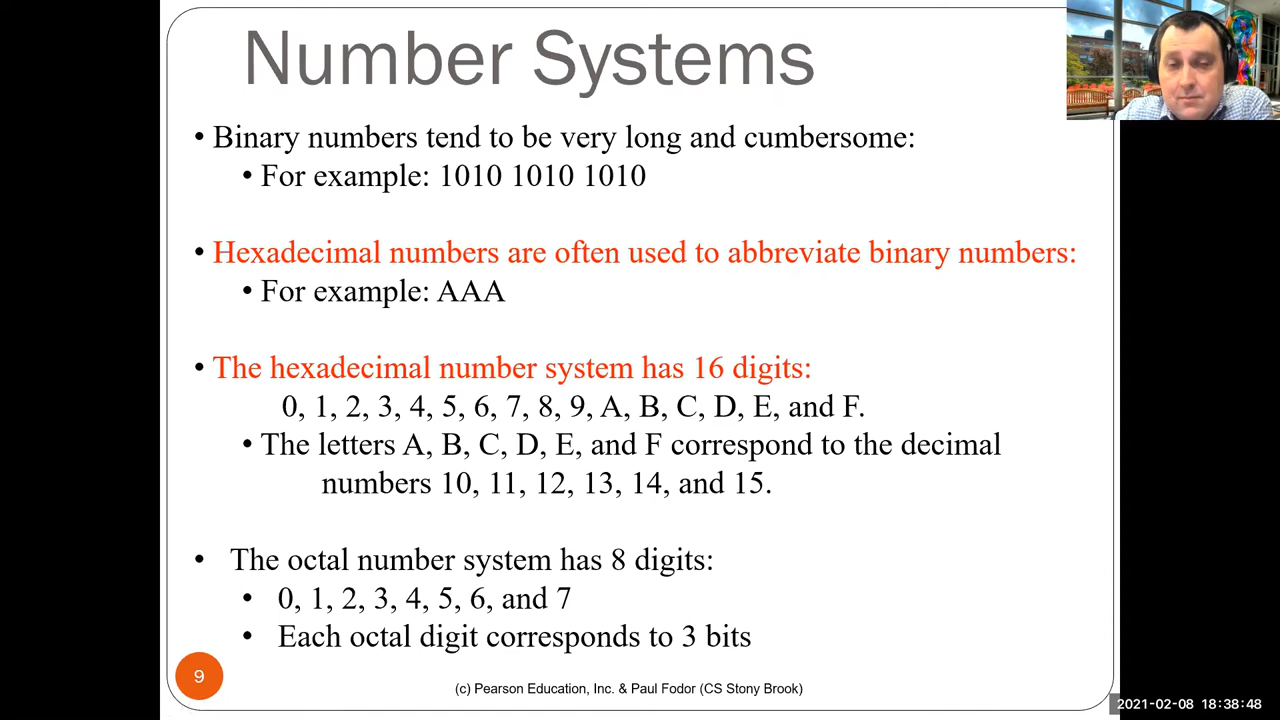 Number Systems
• Binary numbers tend to be very long and cumbersome:
• For example: 1010 1010 1010
• Hexadecimal numbers are often used to abbreviate binary numbers:
• For example: AAA
• The hexadecimal number system has 16 digits:
0, 1, 2, 3, 4, 5, 6, 7, 8, 9, A, B, C, D, E, and F.
• The letters A, B, C, D, E, and F correspond to the decimal
numbers 10, 11, 12, 13, 14, and 15.
• The octal number system has 8 digits:
• 0, 1, 2, 3, 4, 5, 6, and 7
• Each octal digit corresponds to 3 bits
9
(c) Pearson Education, Inc. & Paul Fodor (CS Stony Brook)
2021-02-08 18:38:48